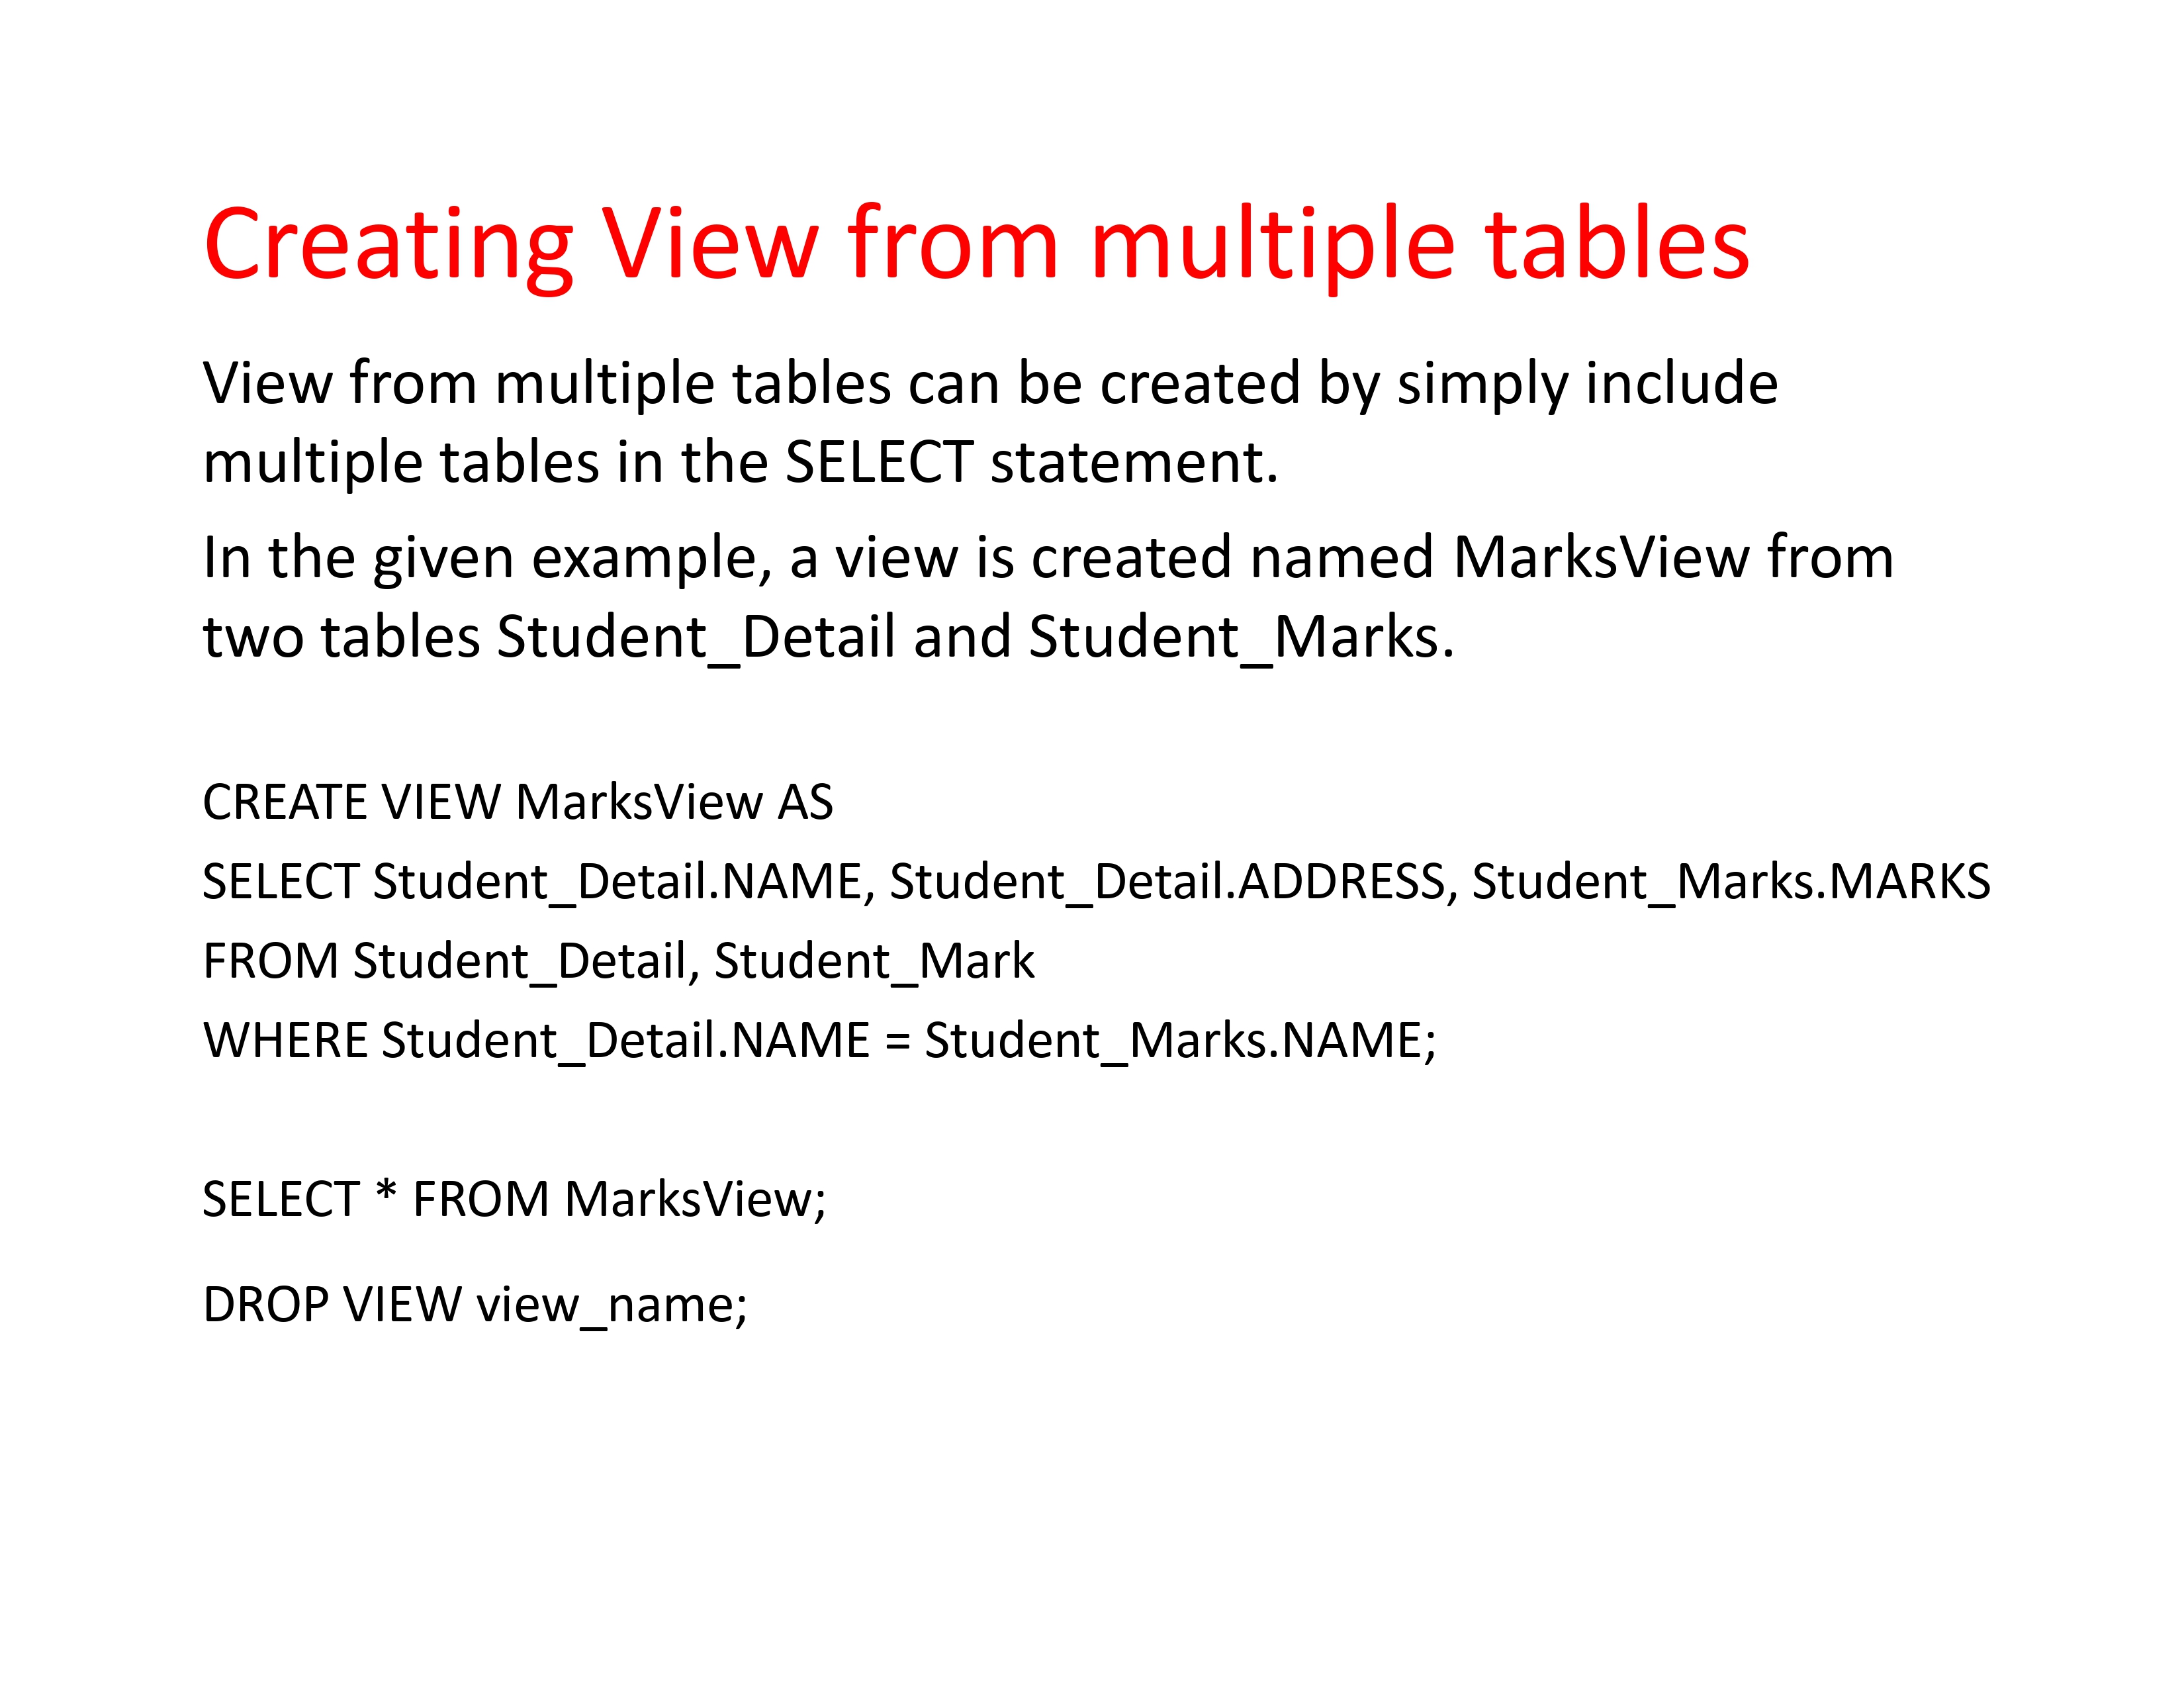 Creating View from multiple tables
View from multiple tables can be created by simply include
multiple tables in the SELECT statement.
In the given example, a view is created named MarksView from
two tables Student_Detail and Student_Marks.
CREATE VIEW MarksView AS
SELECT Student_Detail.NAME, Student_Detail.ADDRESS, Student_Marks.MARKS
FROM Student_Detail, Student_Mark
WHERE Student_Detail.NAME = Student_Marks.NAME;
SELECT * FROM MarksView;
DROP VIEW view_name;